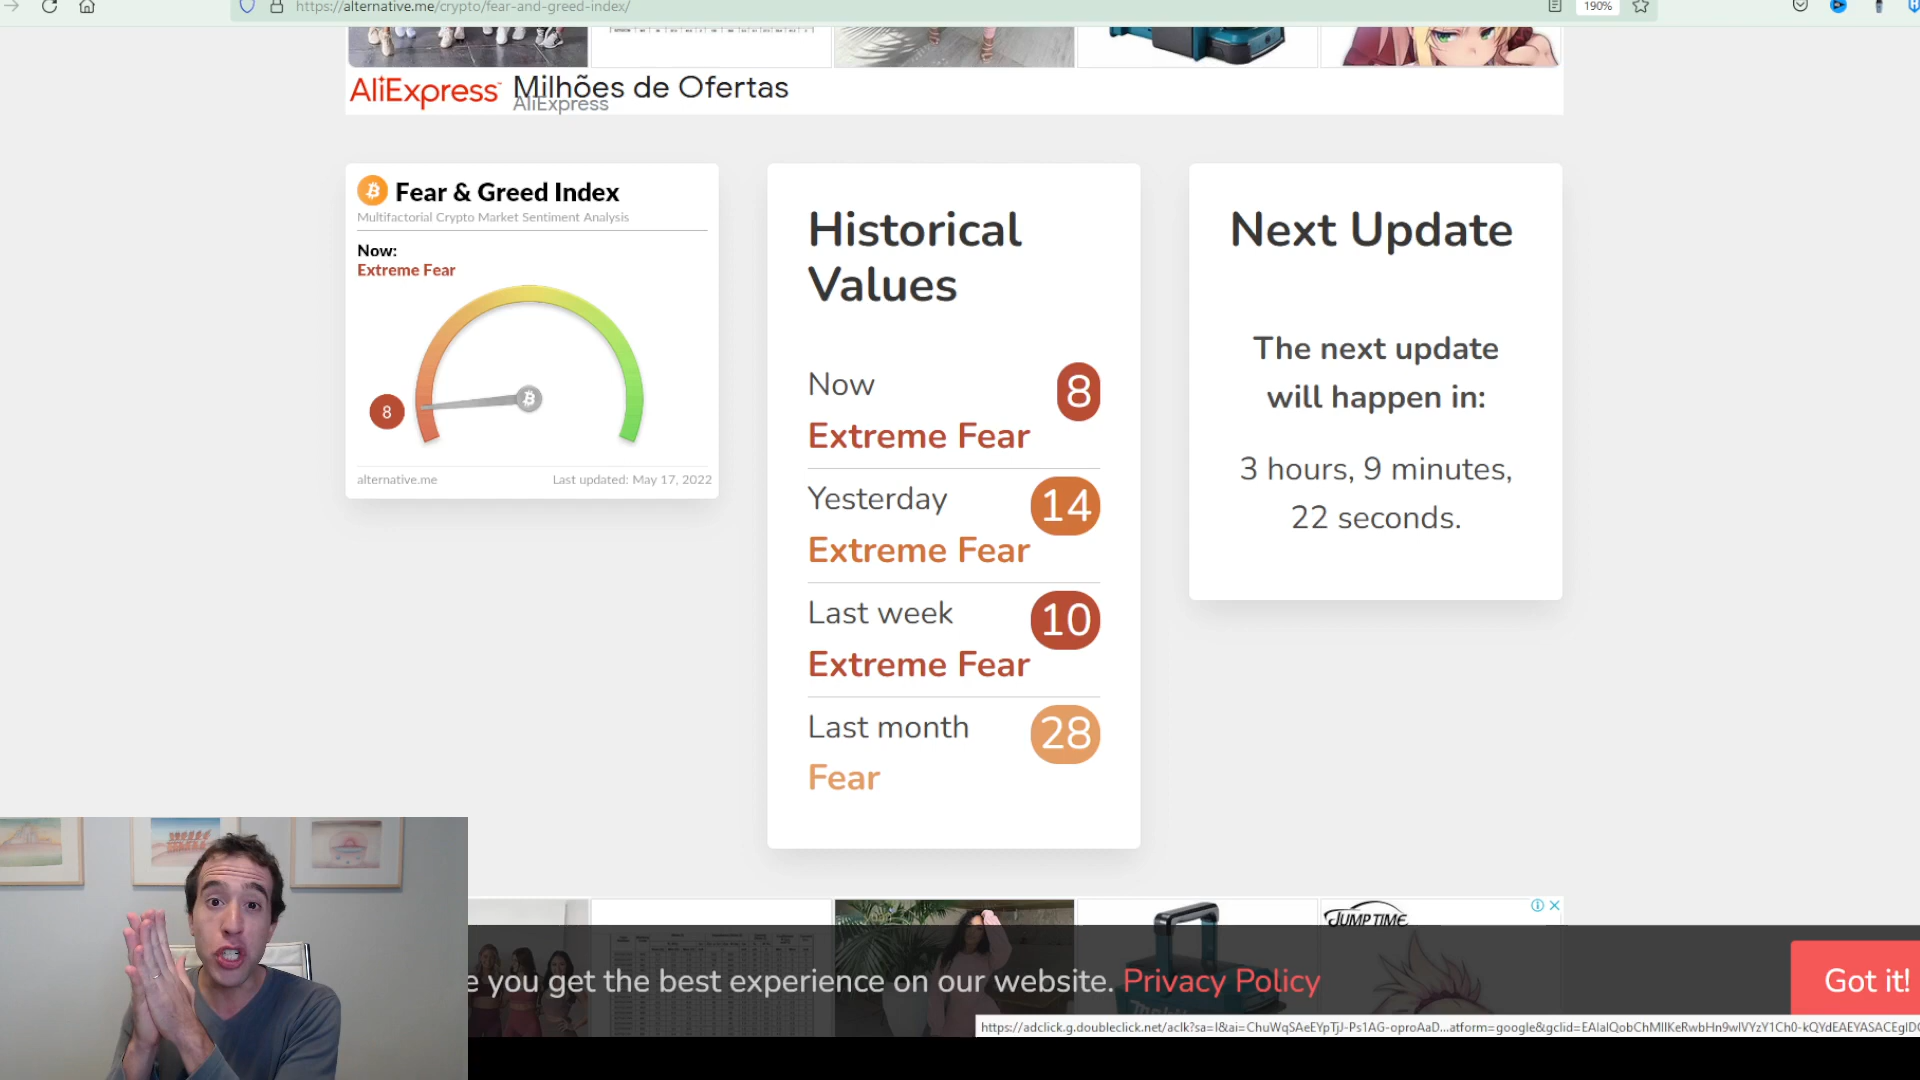 https://alternative.me/crypto/fear-and-greed-index/
190%
AliExpress
Milhões de Ofertas
AliExpress
Fear & Greed Index
Multifactorial Crypto Market Sentiment Analysis
Now:
Extreme Fear
8
alternative.me
Last updated: May 17, 2022
Historical
Values
Now
8
Extreme Fear
Yesterday
14
Extreme Fear
Last week
10
Extreme Fear
Last month
28
Fear
Next Update
The next update
will happen in:
3 hours, 9 minutes,
22 seconds.
JUMP TIME
e you get the best experience on our website. Privacy Policy
Got it!